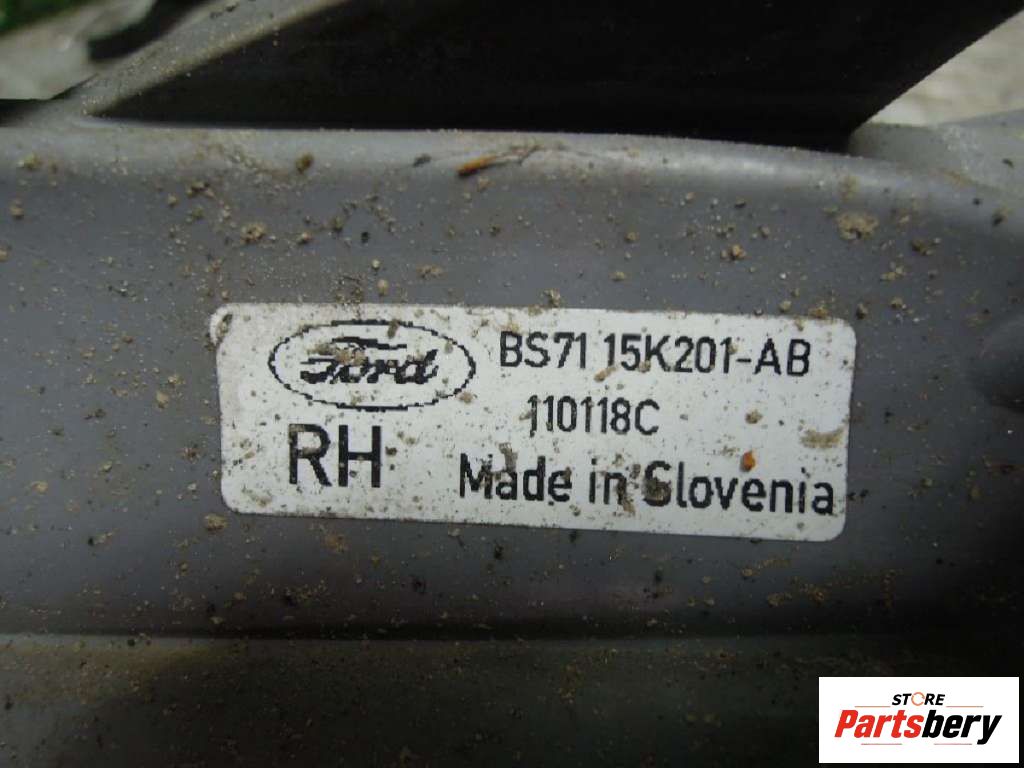 Ford
BS71 15K201-AB
110118C
RH
Made in Slovenia
STORE
Partsbery